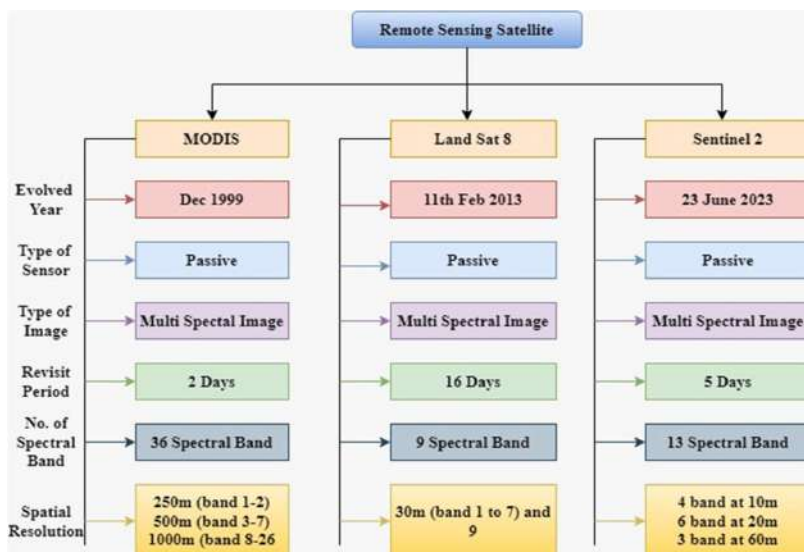 Remote Sensing Satellite
MODIS
Land Sat 8
Sentinel 2
Evolved
Year
Dec 1999
11th Feb 2013
23 June 2023
Type of
Sensor
Passive
Passive
Passive
Type of
Image
Multi Spectal Image
Multi Spectral Image
Multi Spectral Image
Revisit
Period
2 Days
16 Days
5 Days
No. of
Spectral
Band
36 Spectral Band
9 Spectral Band
13 Spectral Band
Spatial
Resolution
250m (band 1-2)
500m (band 3-7)
1000m (band 8-26
30m (band 1 to 7) and
9
4 band at 10m
6 band at 20m
3 band at 60m